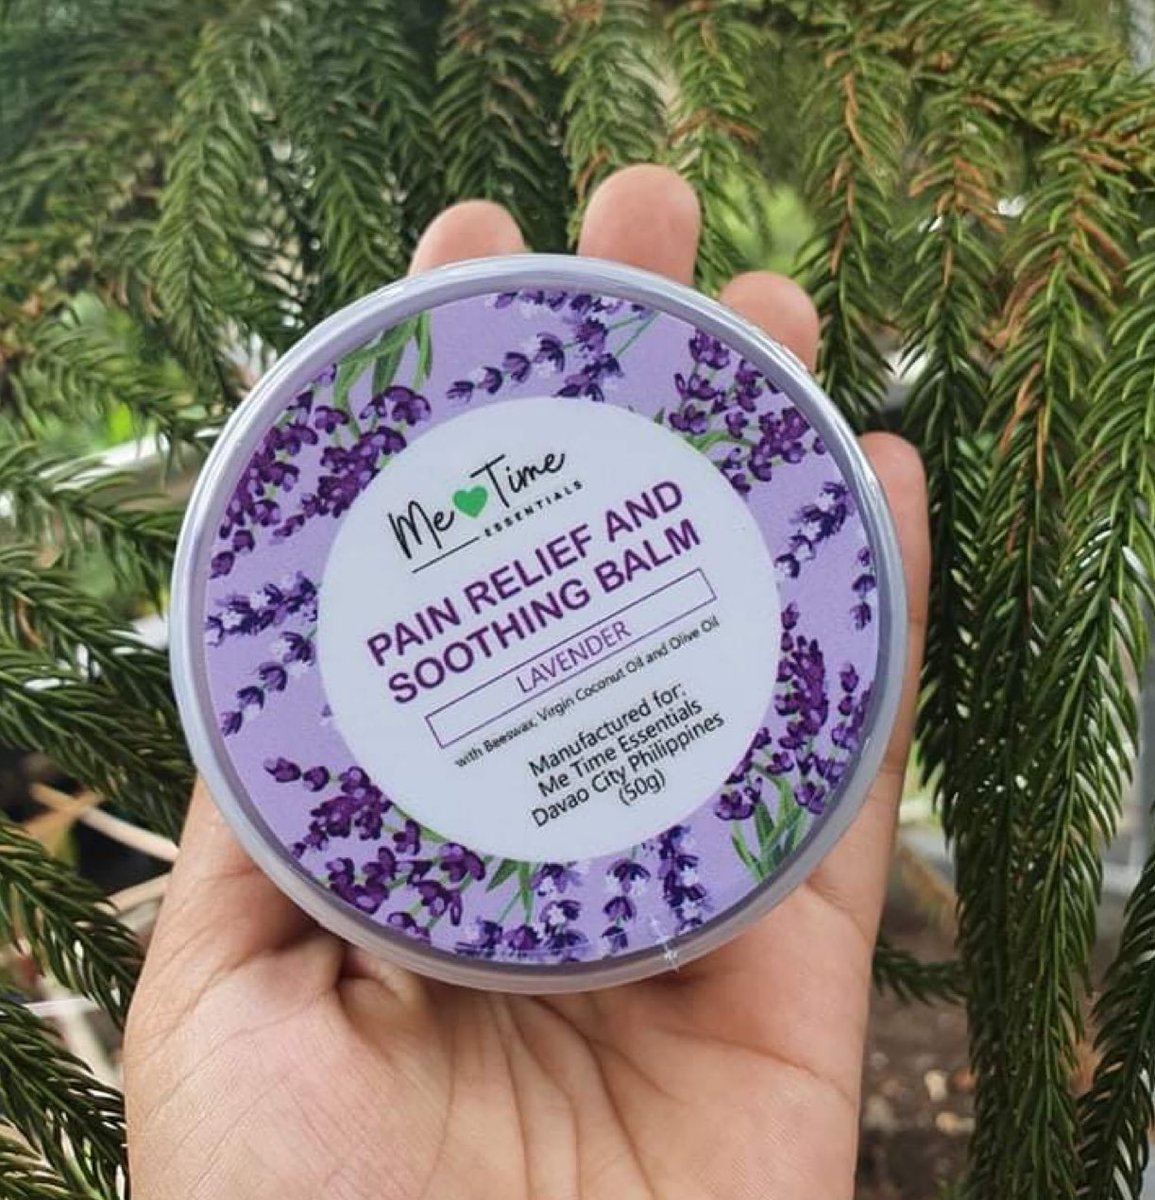 Me Time
ESSENTIALS
PAIN RELIEF AND
SOOTHING BALM
LAVENDER
with Beeswax, Virgin Coconut Oil and Olive Oil
Manufactured for:
Me Time Essentials
Davao City Philippines
(50g)